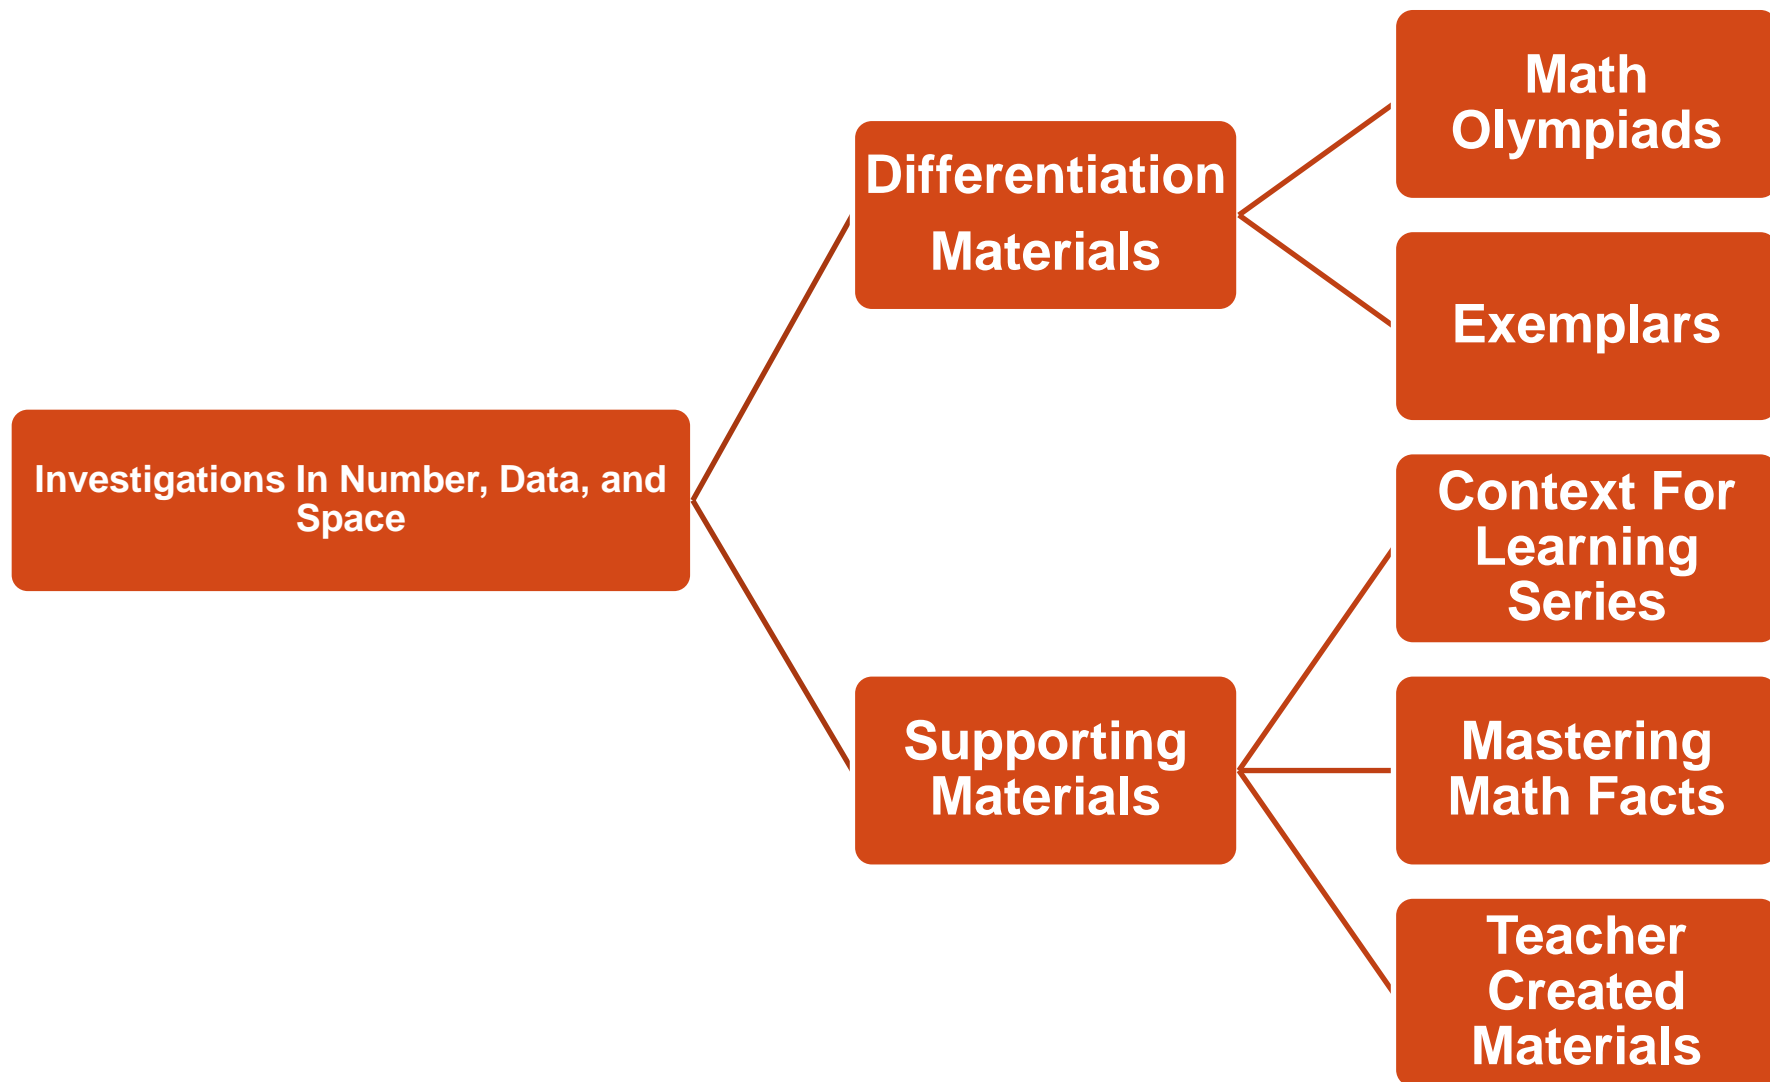 Investigations In Number, Data, and
Space
Differentiation
Materials
Math
Olympiads
Exemplars
Supporting
Materials
Context For
Learning
Series
Mastering
Math Facts
Teacher
Created
Materials